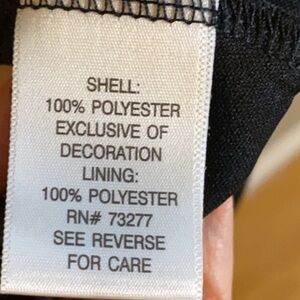 SHELL:
100% POLYESTER
EXCLUSIVE OF
DECORATION
LINING:
100% POLYESTER
RN# 73277
SEE REVERSE
FOR CARE